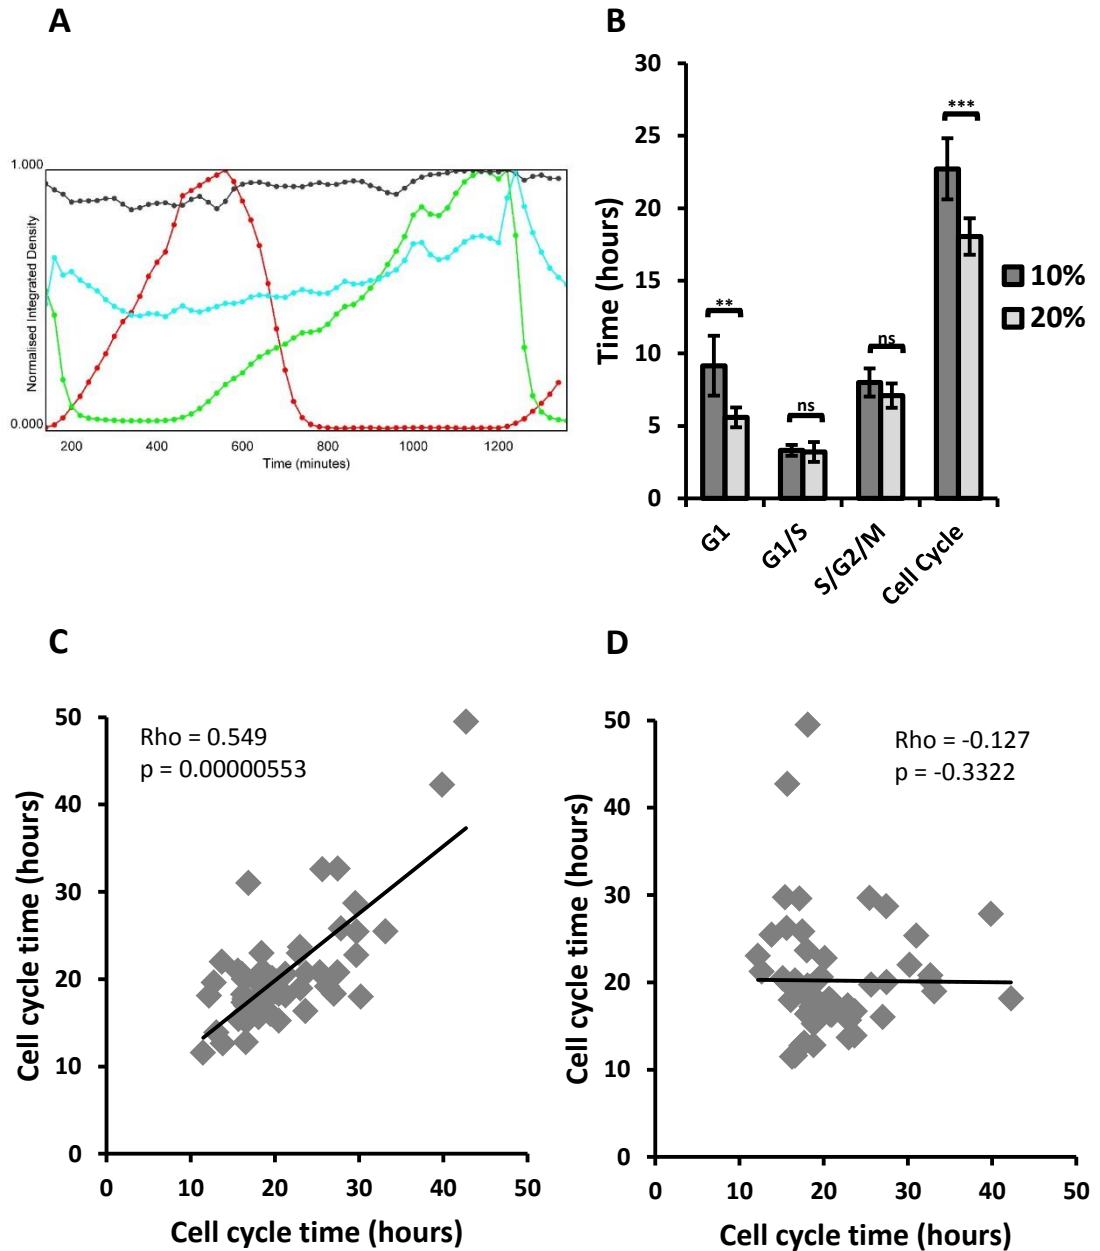 A
1.000
Normalised Integrated Density
0.000
200 400 600 800 1000 1200
Time (minutes)
B
30
25
20
15
10
5
0
Time (hours)
**
ns
ns
***
G1
G1/S
S/G2/M
Cell Cycle
10%
20%
C
50
40
30
20
10
0
Cell cycle time (hours)
Rho = 0.549
p = 0.00000553
0 10 20 30 40 50
Cell cycle time (hours)
D
50
40
30
20
10
0
Cell cycle time (hours)
Rho = -0.127
p = -0.3322
0 10 20 30 40 50
Cell cycle time (hours)